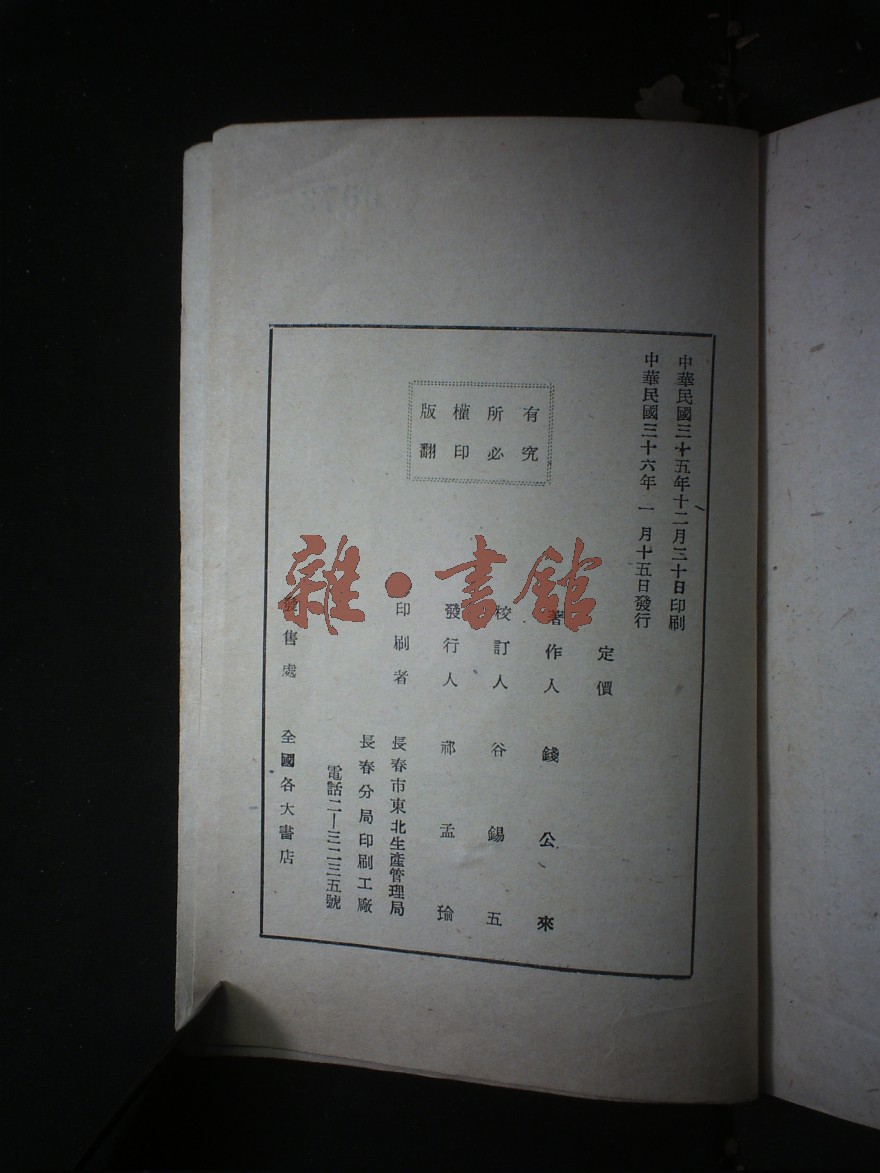 中華民國三十五年十二月三十日印刷
中華民國三十六年一月十五日發行
版權所有
翻印必究
定價
著作人 錢公來
校訂人 谷錫五
發行人 祁孟瑜
印刷者 長春市東北生產管理局
長春分局印刷工廠
電話二—三二三五號
發售處 全國各大書店
雜·書館